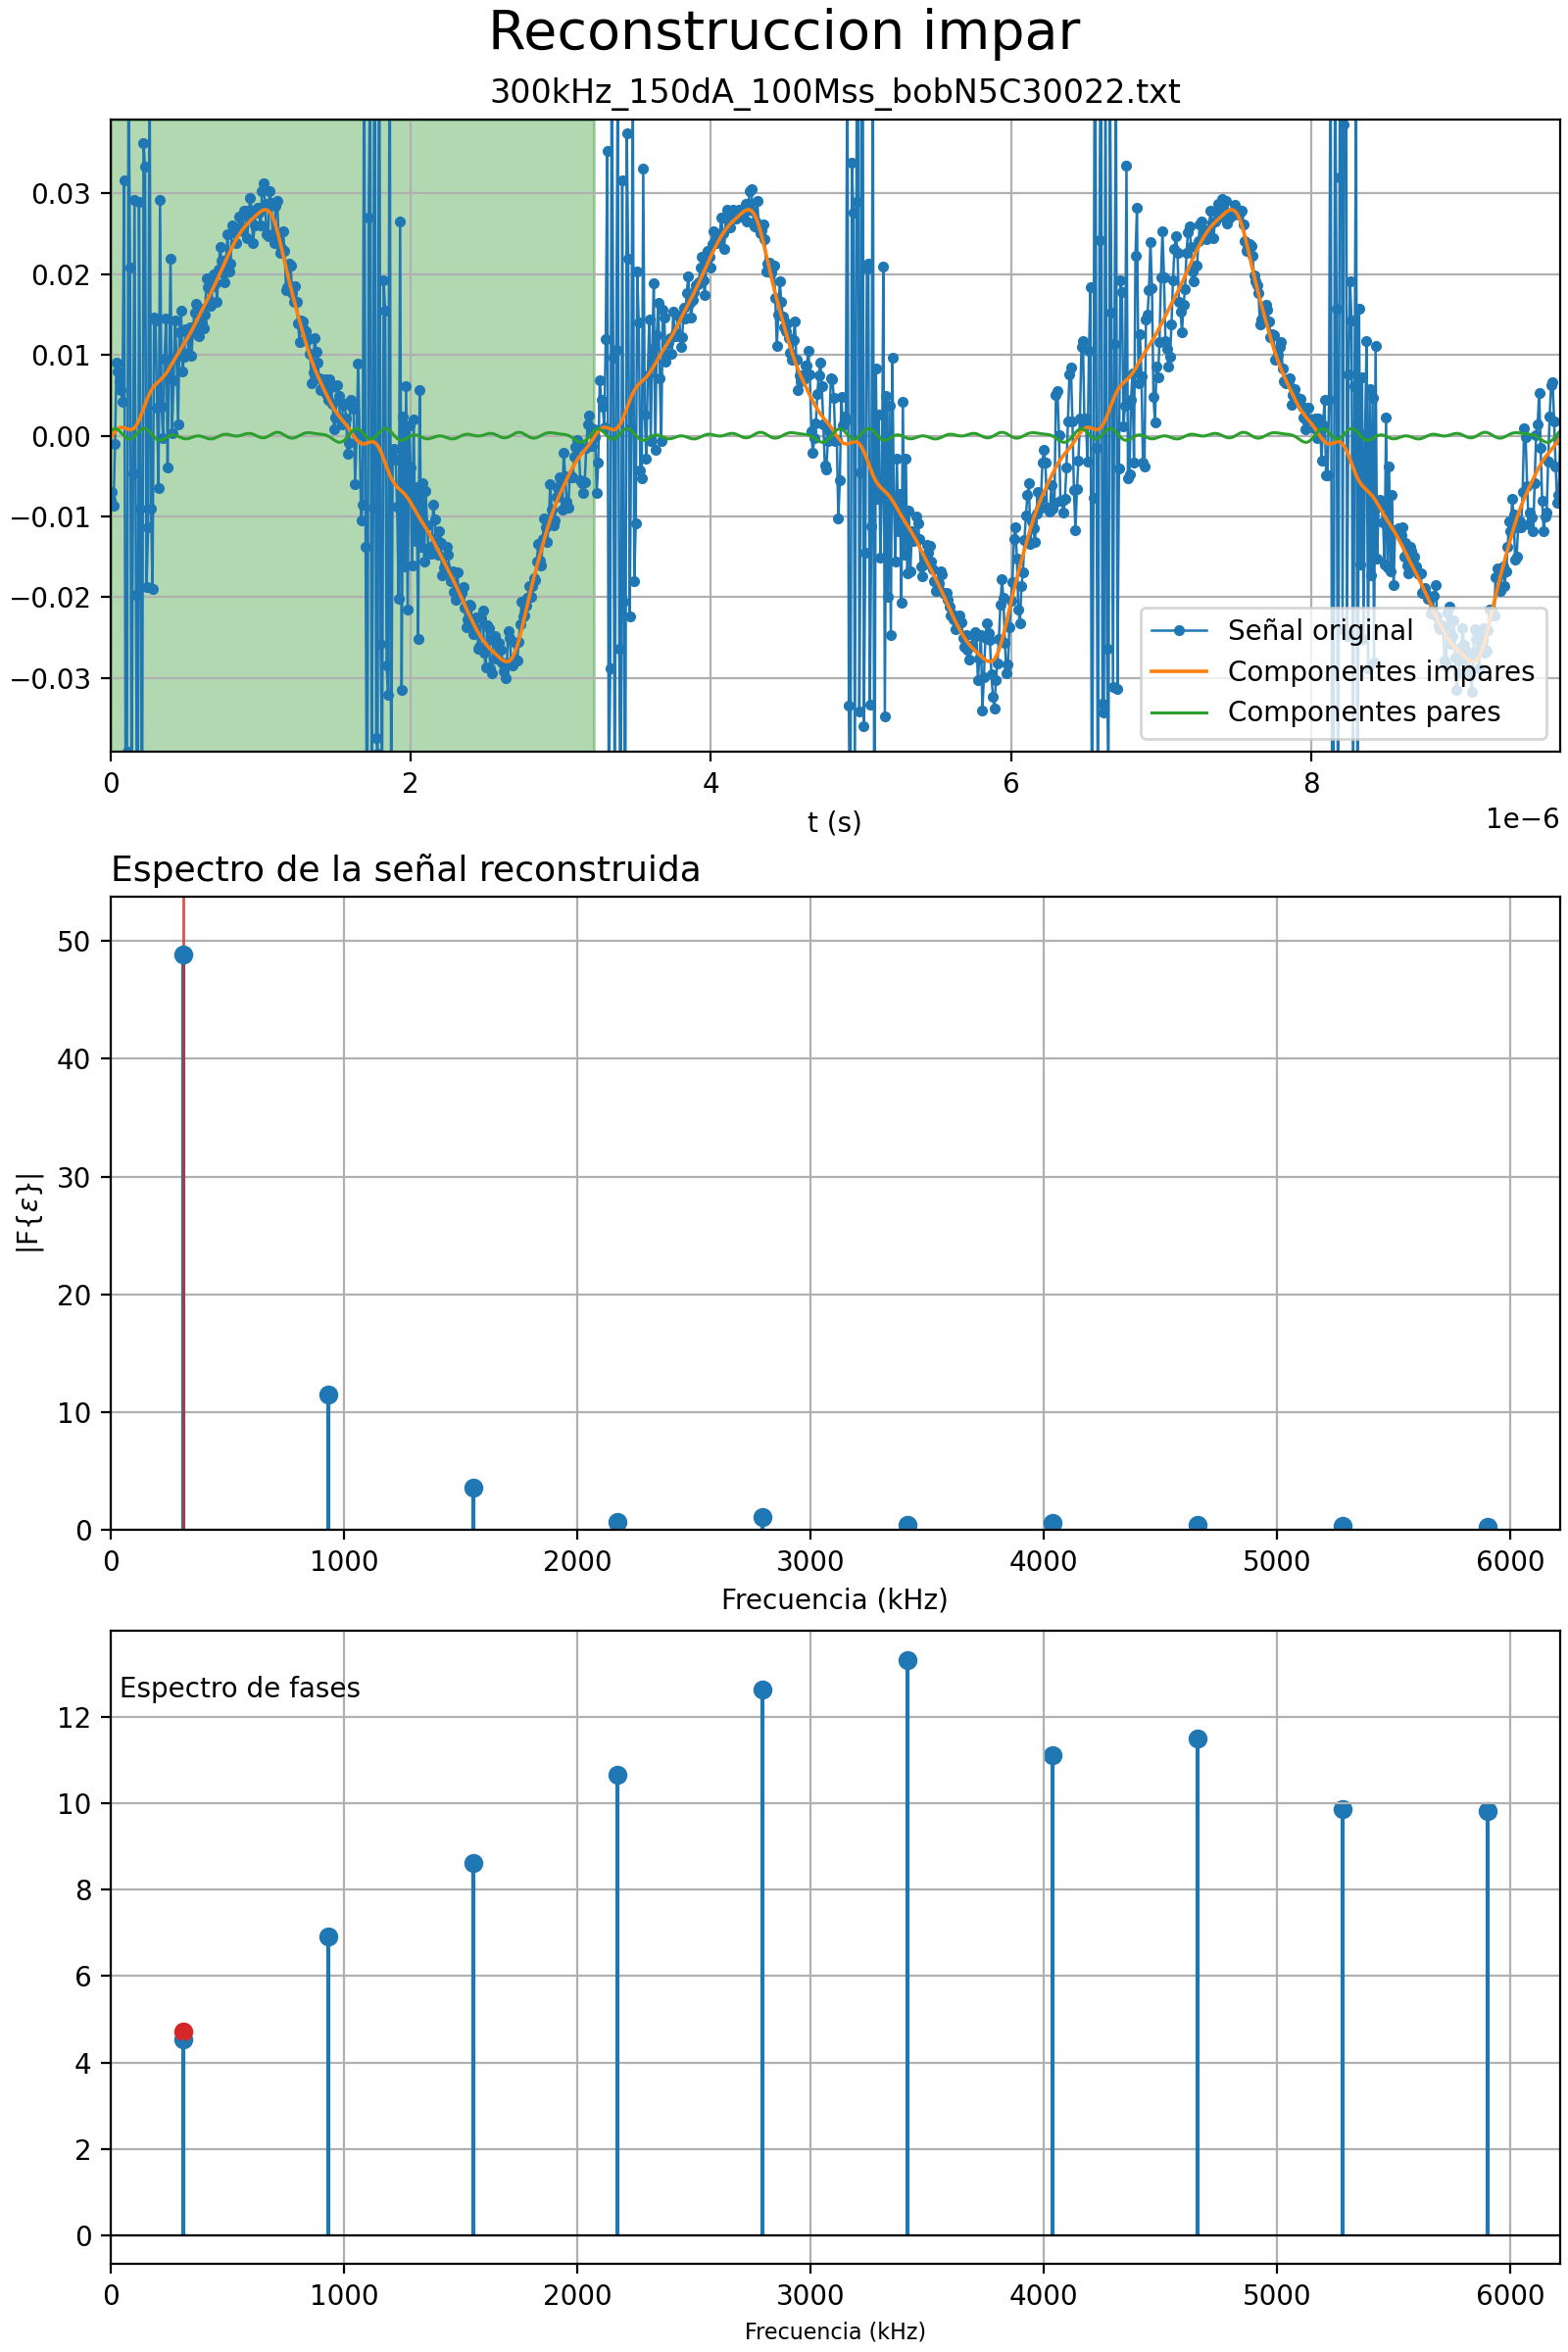 Reconstruccion impar
300kHz_150dA_100Mss_bobN5C30022.txt
0.03
0.02
0.01
0.00
−0.01
−0.02
−0.03
Señal original
Componentes impares
Componentes pares
0 2 4 6 8
t (s)
1e−6
Espectro de la señal reconstruida
50
40
30
20
10
0
|F{ε}|
0 1000 2000 3000 4000 5000 6000
Frecuencia (kHz)
Espectro de fases
12
10
8
6
4
2
0
0 1000 2000 3000 4000 5000 6000
Frecuencia (kHz)